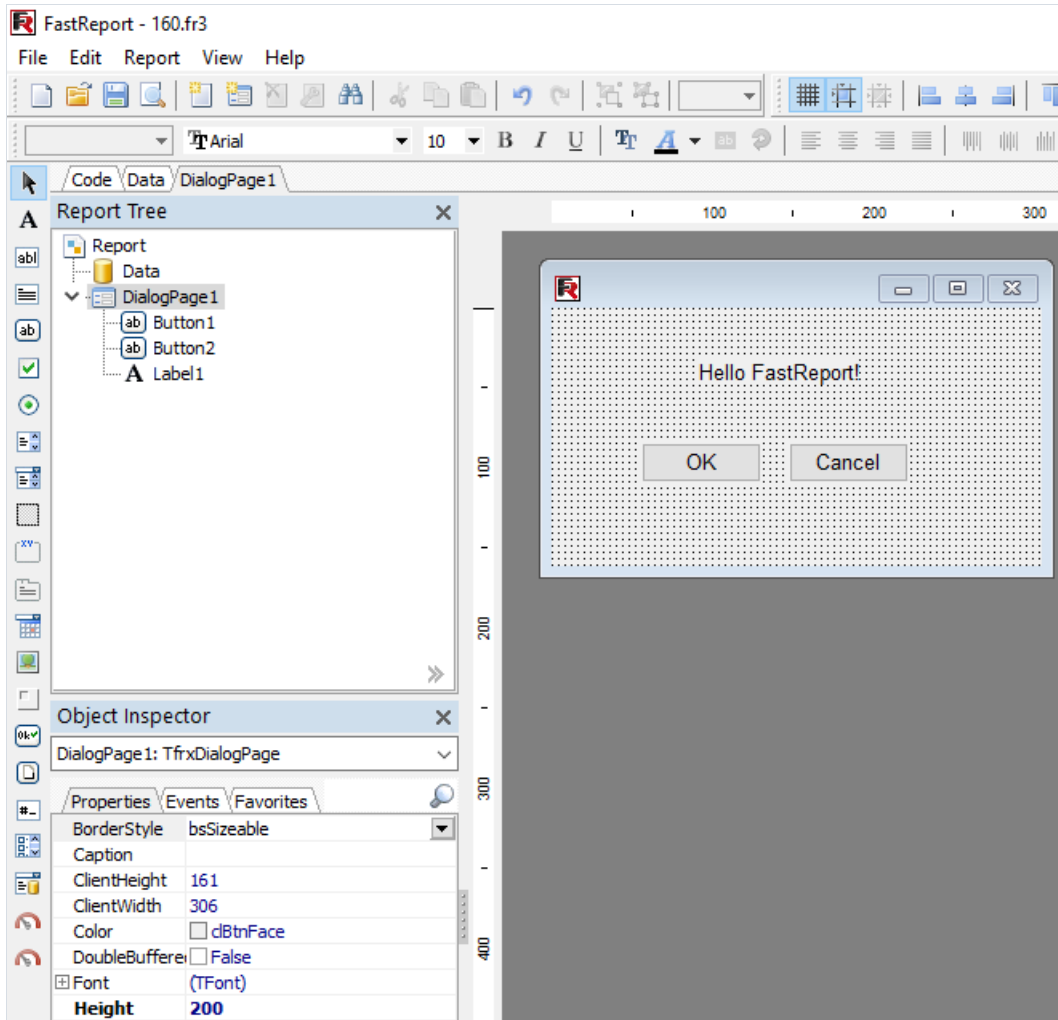 FastReport - 160.fr3
File Edit Report View Help
Arial 10 B I U
Code Data DialogPage1
Report Tree
100 200 300
Report
Data
DialogPage1
Button1
Button2
Label1
Hello FastReport!
OK Cancel
100
200
300
400
Object Inspector
DialogPage1: TfrxDialogPage
Properties Events Favorites
BorderStyle bsSizeable
Caption
ClientHeight 161
ClientWidth 306
Color clBtnFace
DoubleBuffere False
Font (TFont)
Height 200